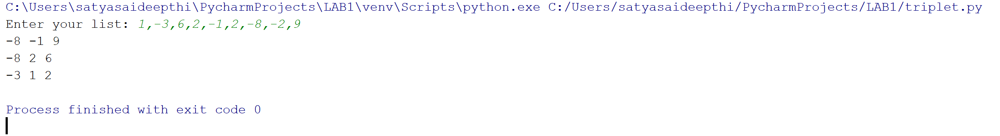 C:\Users\satyasaideepthi\PycharmProjects\LAB1\venv\Scripts\python.exe C:/Users/satyasaideepthi/PycharmProjects/LAB1/triplet.py
Enter your list: 1,-3,6,2,-1,2,-8,-2,9
-8 -1 9
-8 2 6
-3 1 2
Process finished with exit code 0